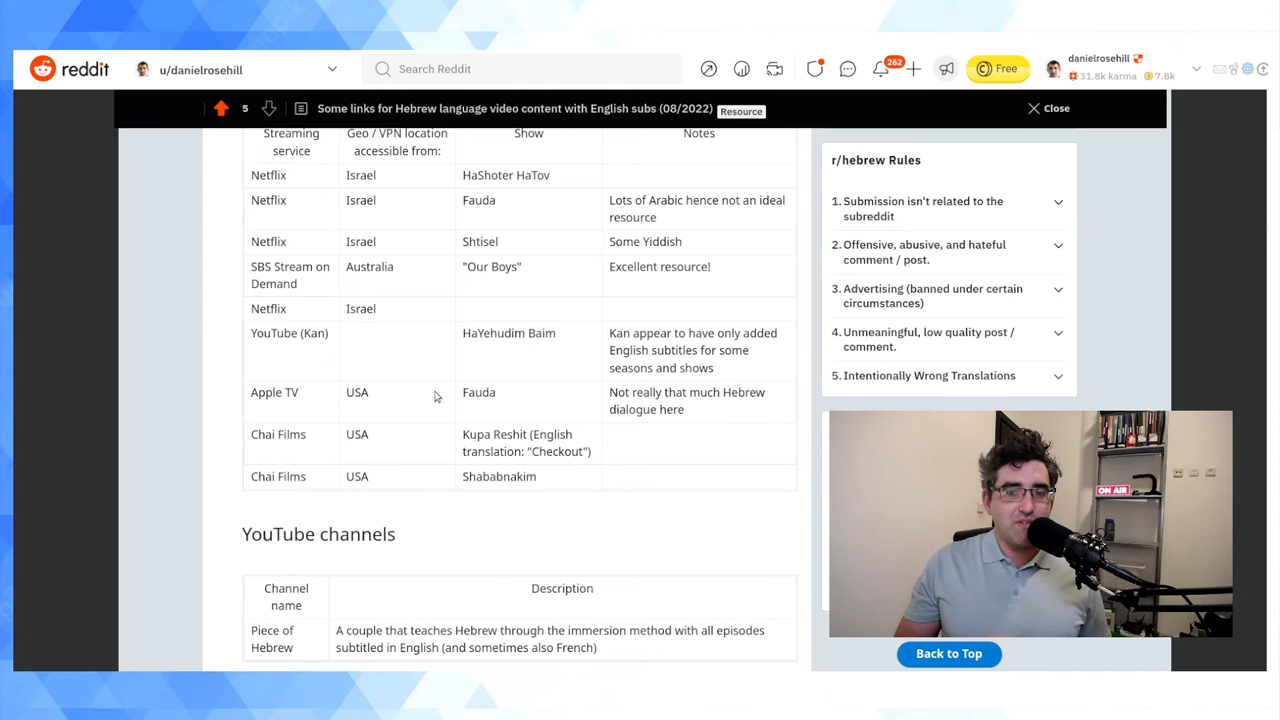 reddit
u/danielrosehill
Search Reddit
262
Free
danielrosehill
31.8k karma
7.8k
5
Some links for Hebrew language video content with English subs (08/2022)
Resource
Close
Streaming service
Geo / VPN location accessible from:
Show
Notes
Netflix
Israel
HaShoter HaTov
Netflix
Israel
Fauda
Lots of Arabic hence not an ideal
resource
Netflix
Israel
Shtisel
Some Yiddish
SBS Stream on
Demand
Australia
"Our Boys"
Excellent resource!
Netflix
Israel
YouTube (Kan)
HaYehudim Baim
Kan appear to have only added
English subtitles for some
seasons and shows
Apple TV
USA
Fauda
Not really that much Hebrew
dialogue here
Chai Films
USA
Kupa Reshit (English
translation: "Checkout")
Chai Films
USA
Shababnakim
YouTube channels
Channel
name
Description
Piece of
Hebrew
A couple that teaches Hebrew through the immersion method with all episodes
subtitled in English (and sometimes also French)
r/hebrew Rules
1. Submission isn't related to the
subreddit
2. Offensive, abusive, and hateful
comment / post.
3. Advertising (banned under certain
circumstances)
4. Unmeaningful, low quality post /
comment.
5. Intentionally Wrong Translations
ON AIR
Back to Top